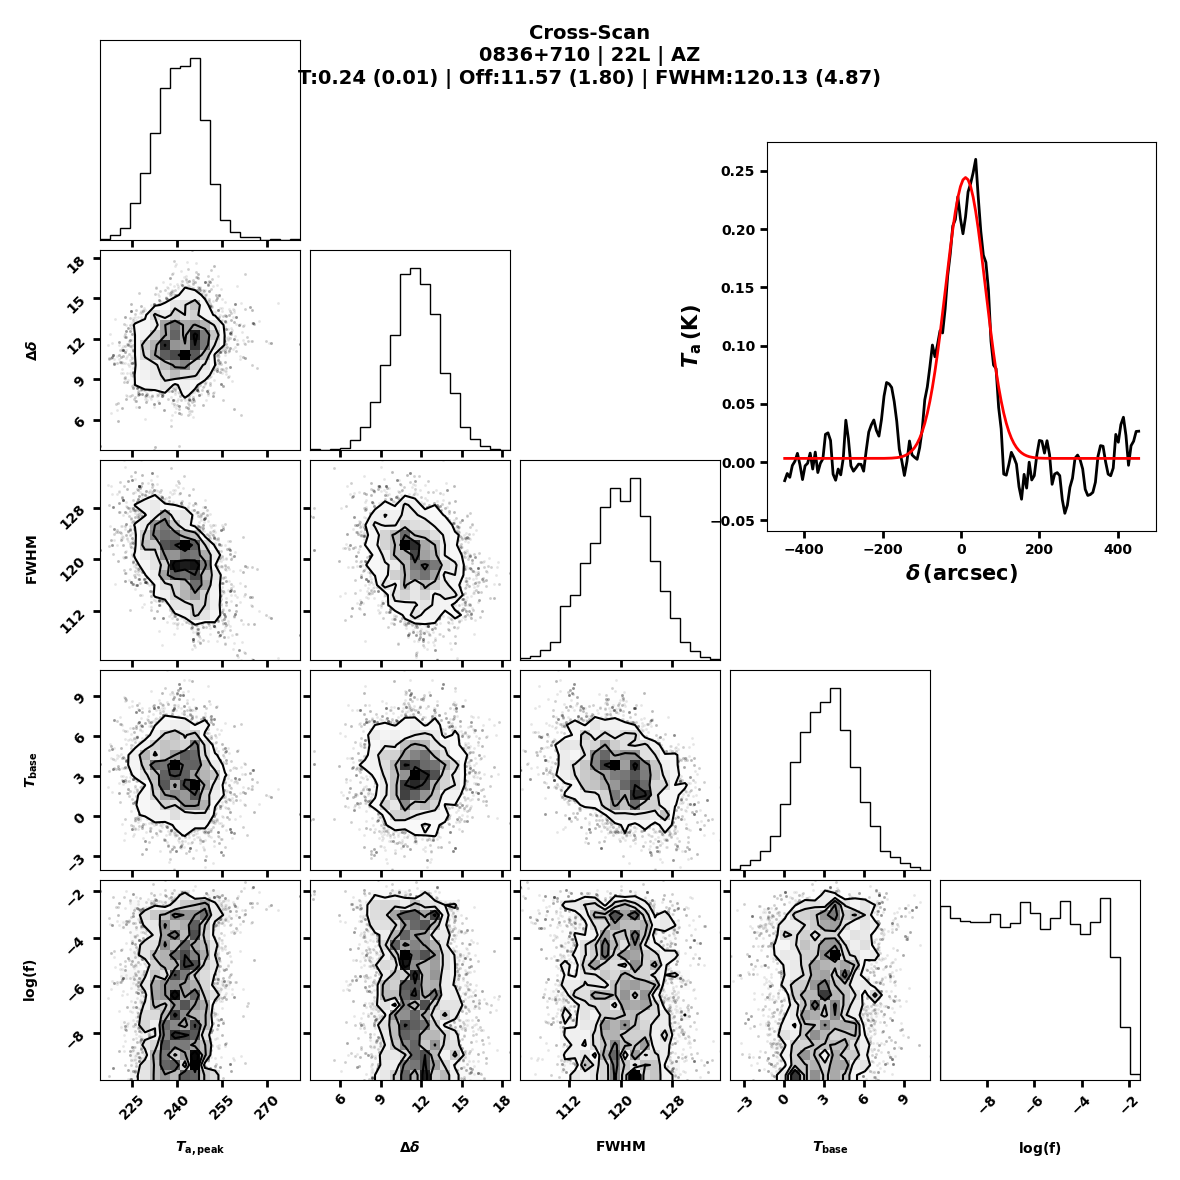 Cross-Scan
0836+710 | 22L | AZ
T:0.24 (0.01) | Off:11.57 (1.80) | FWHM:120.13 (4.87)
0.25
0.20
0.15
0.10
0.05
0.00
−0.05
Ta (K)
−400 −200 0 200 400
δ (arcsec)
18
15
12
9
6
Δδ
128
120
112
FWHM
9
6
3
0
−3
Tbase
−2
−4
−6
−8
log(f)
225 240 255 270
6 9 12 15 18
112 120 128
−3 0 3 6 9
−8 −6 −4 −2
Ta,peak
Δδ
FWHM
Tbase
log(f)